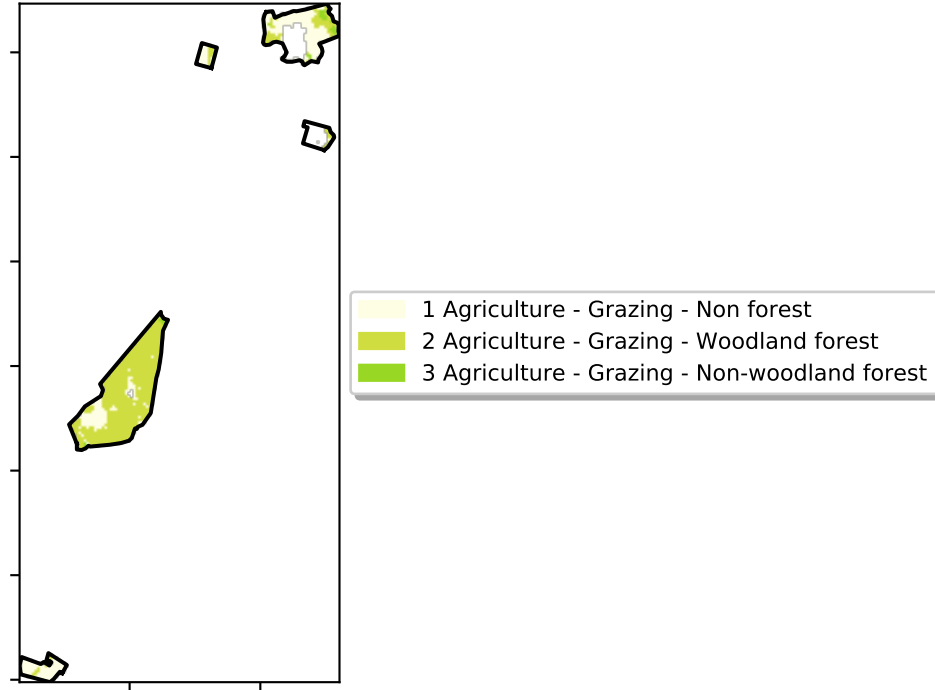 1 Agriculture - Grazing - Non forest
2 Agriculture - Grazing - Woodland forest
3 Agriculture - Grazing - Non-woodland forest